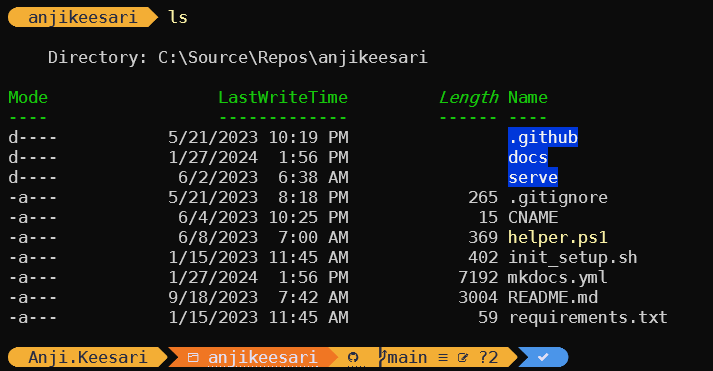 anjikeesari ls
Directory: C:\Source\Repos\anjikeesari
Mode LastWriteTime Length Name
---- ------------- ------ ----
d---- 5/21/2023 10:19 PM .github
d---- 1/27/2024 1:56 PM docs
d---- 6/2/2023 6:38 AM serve
-a--- 5/21/2023 8:18 PM 265 .gitignore
-a--- 6/4/2023 10:25 PM 15 CNAME
-a--- 6/8/2023 7:00 AM 369 helper.ps1
-a--- 1/15/2023 11:45 AM 402 init_setup.sh
-a--- 1/27/2024 1:56 PM 7192 mkdocs.yml
-a--- 9/18/2023 7:42 AM 3004 README.md
-a--- 1/15/2023 11:45 AM 59 requirements.txt
Anji.Keesari anjikeesari main ≡ ?2 ✓